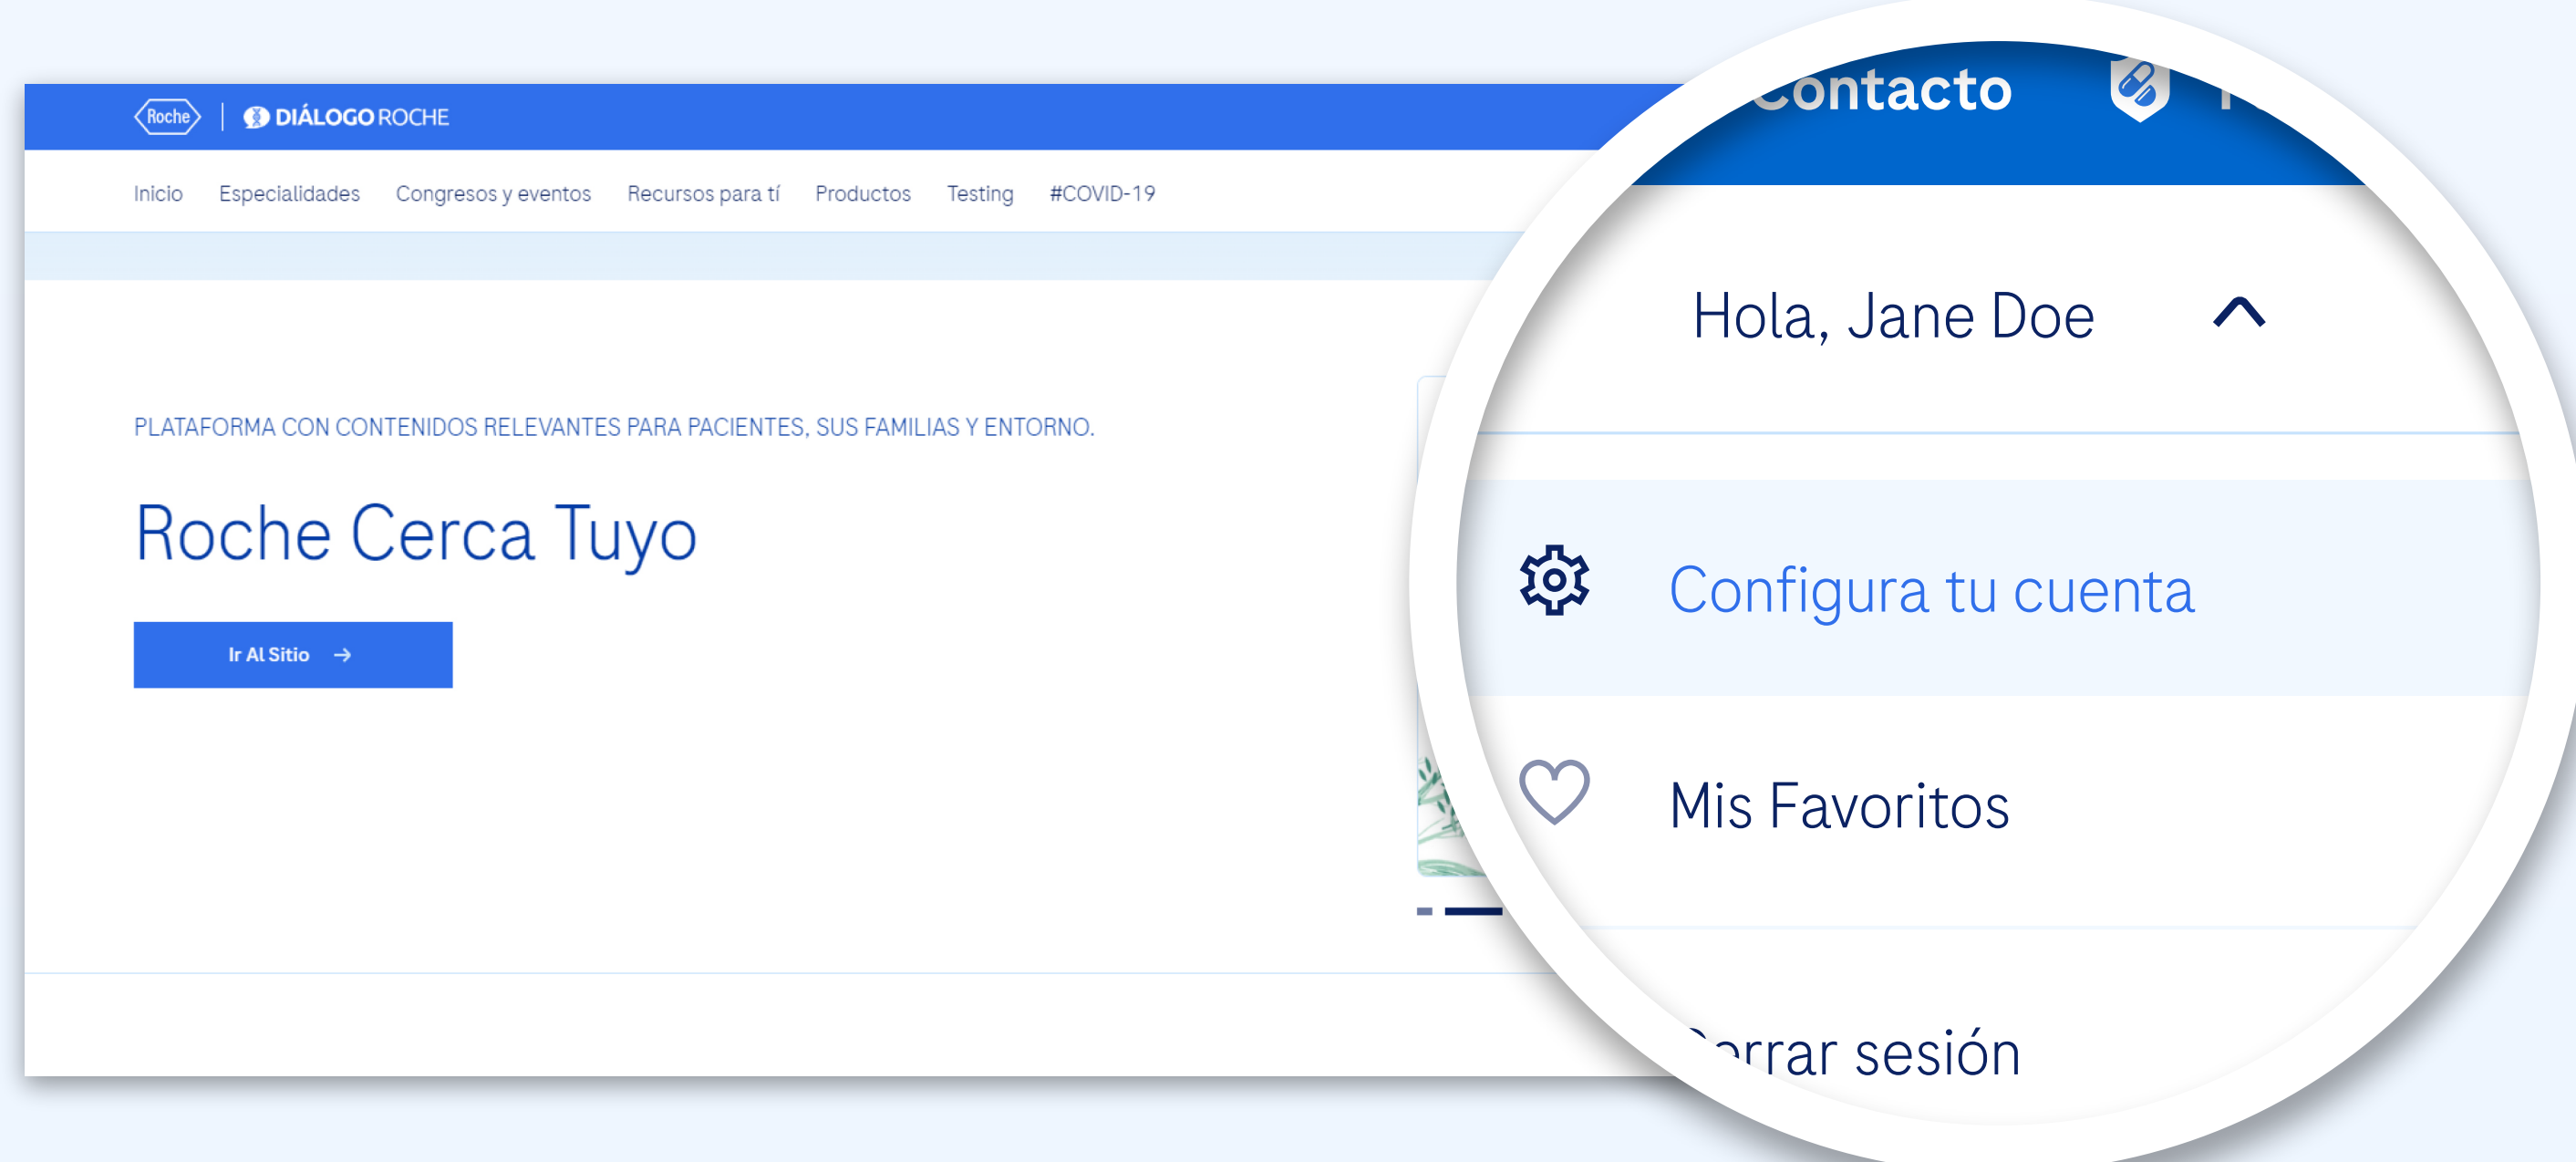 Roche DIÁLOGO ROCHE
Contacto
Inicio Especialidades Congresos y eventos Recursos para tí Productos Testing #COVID-19
Hola, Jane Doe
PLATAFORMA CON CONTENIDOS RELEVANTES PARA PACIENTES, SUS FAMILIAS Y ENTORNO.
Roche Cerca Tuyo
Ir Al Sitio
Configura tu cuenta
Mis Favoritos
Cerrar sesión